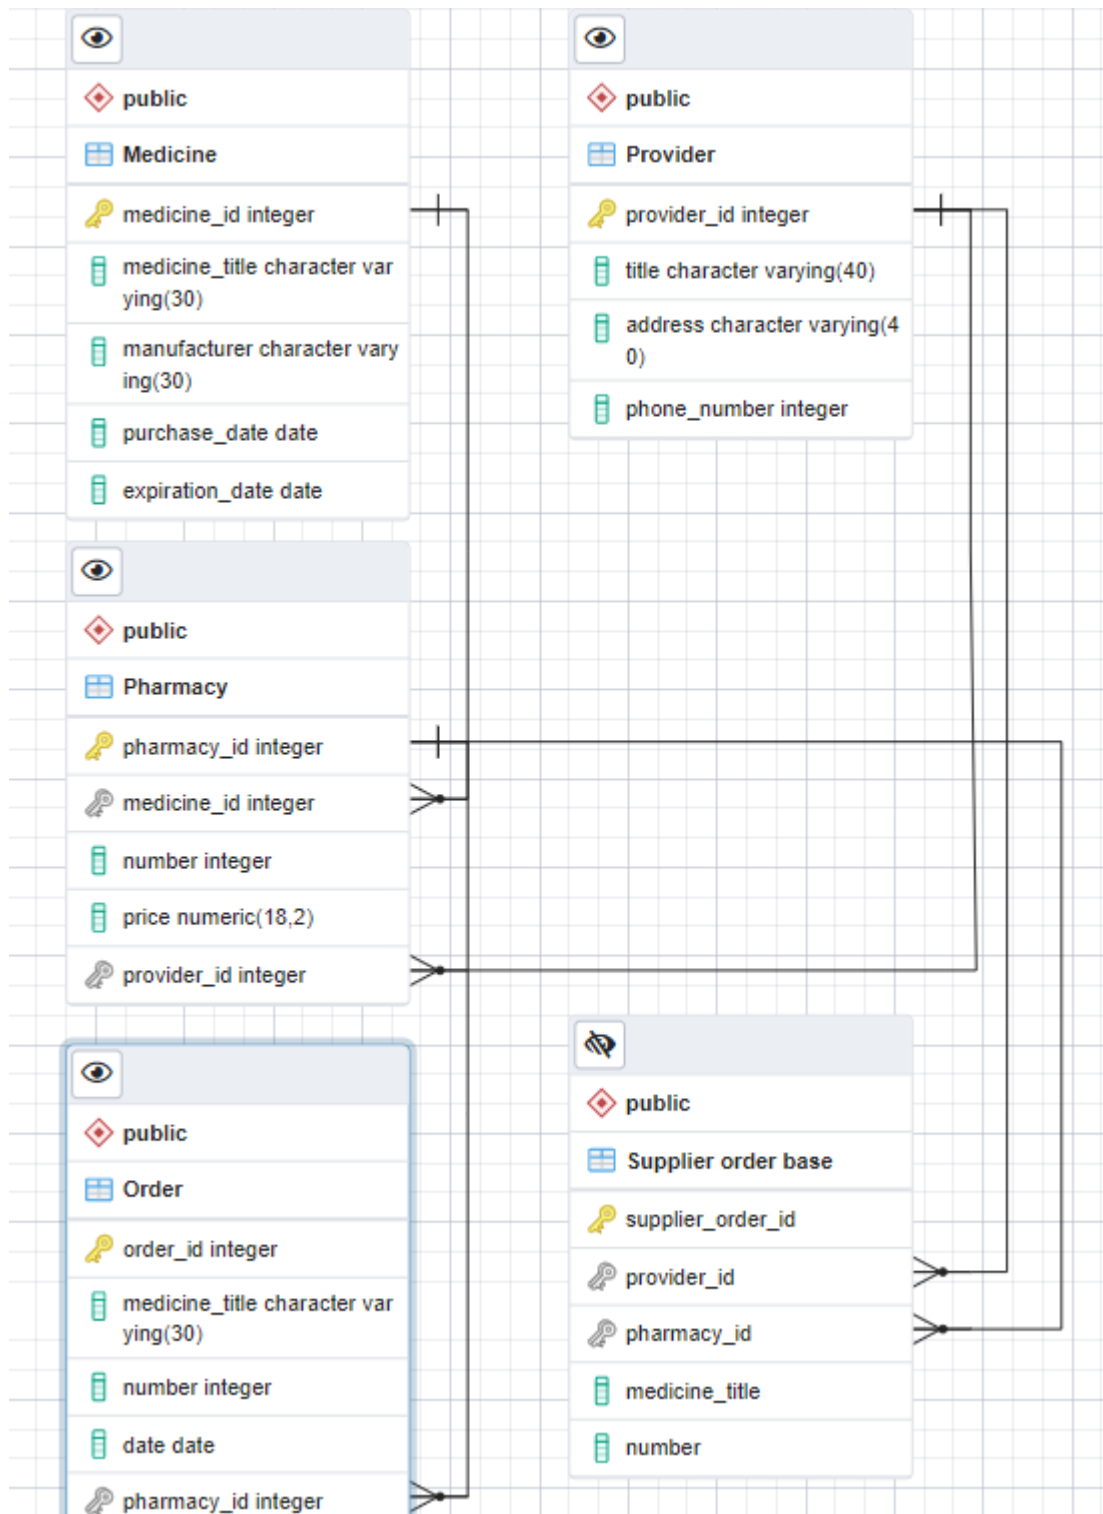 public
Medicine
medicine_id integer
medicine_title character var
ying(30)
manufacturer character vary
ing(30)
purchase_date date
expiration_date date
public
Provider
provider_id integer
title character varying(40)
address character varying(4
0)
phone_number integer
public
Pharmacy
pharmacy_id integer
medicine_id integer
number integer
price numeric(18,2)
provider_id integer
public
Order
order_id integer
medicine_title character var
ying(30)
number integer
date date
pharmacy_id integer
public
Supplier order base
supplier_order_id
provider_id
pharmacy_id
medicine_title
number